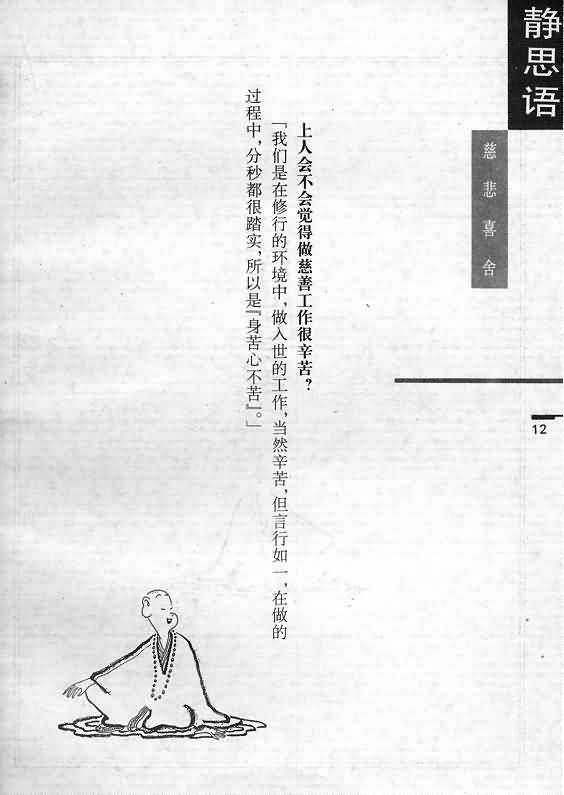 静思语
慈悲喜舍
12
上人会不会觉得做慈善工作很辛苦？
「我们是在修行的环境中，做入世的工作，当然辛苦，但言行如一，在做的
过程中，分秒都很踏实，所以是『身苦心不苦』。」